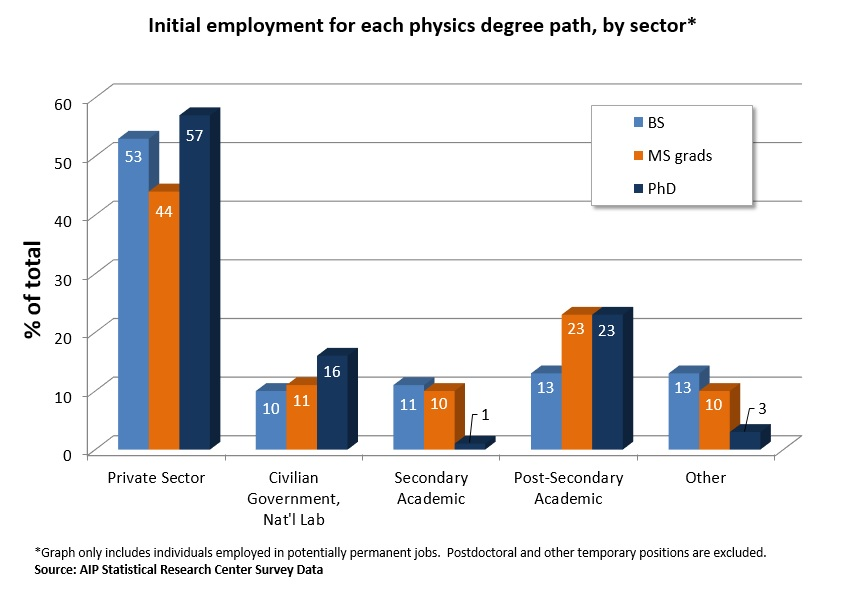 Initial employment for each physics degree path, by sector*
% of total
60
50
40
30
20
10
0
BS
MS grads
PhD
53
44
57
10
11
16
11
10
1
13
23
23
13
10
3
Private Sector
Civilian
Government,
Nat'l Lab
Secondary
Academic
Post-Secondary
Academic
Other
*Graph only includes individuals employed in potentially permanent jobs.  Postdoctoral and other temporary positions are excluded.
Source: AIP Statistical Research Center Survey Data